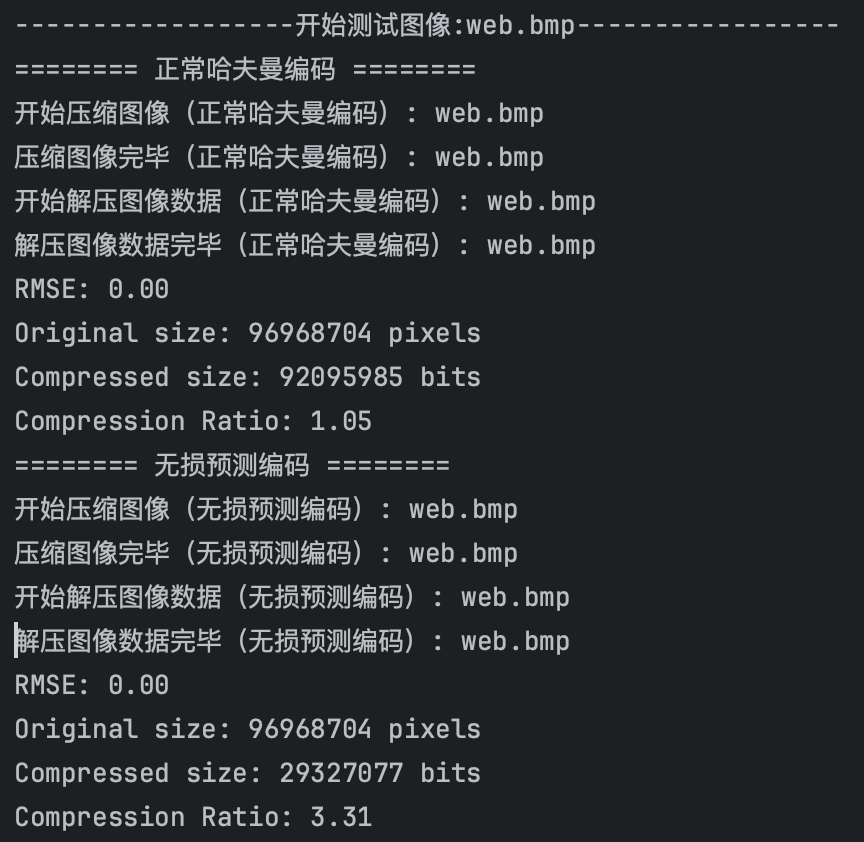 ------------------开始测试图像:web.bmp-----------------
======== 正常哈夫曼编码 ========
开始压缩图像（正常哈夫曼编码）: web.bmp
压缩图像完毕（正常哈夫曼编码）: web.bmp
开始解压图像数据（正常哈夫曼编码）: web.bmp
解压图像数据完毕（正常哈夫曼编码）: web.bmp
RMSE: 0.00
Original size: 96968704 pixels
Compressed size: 92095985 bits
Compression Ratio: 1.05
======== 无损预测编码 ========
开始压缩图像（无损预测编码）: web.bmp
压缩图像完毕（无损预测编码）: web.bmp
开始解压图像数据（无损预测编码）: web.bmp
解压图像数据完毕（无损预测编码）: web.bmp
RMSE: 0.00
Original size: 96968704 pixels
Compressed size: 29327077 bits
Compression Ratio: 3.31